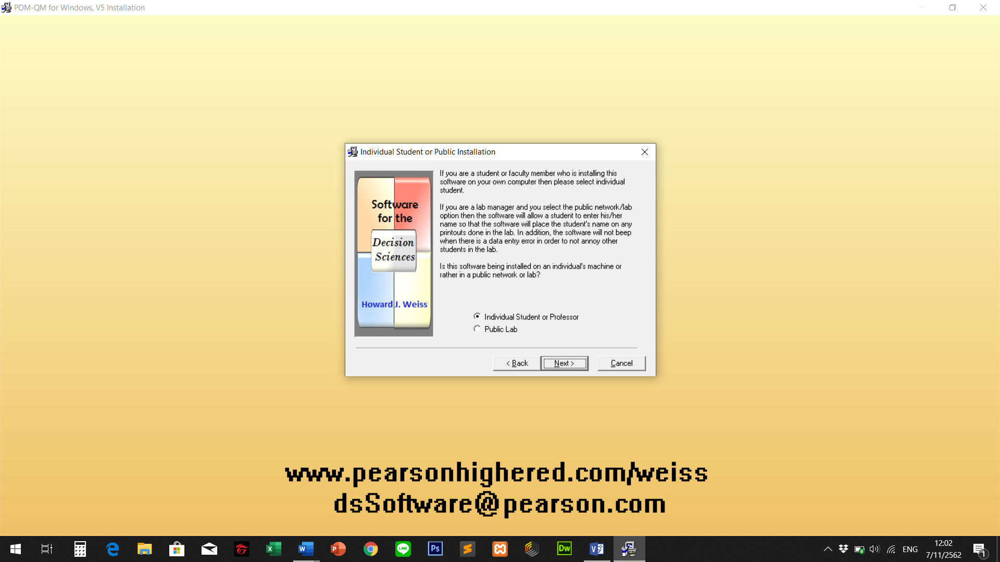 POM-QM for Windows, V5 Installation
Individual Student or Public Installation
Software
for the
Decision
Sciences
Howard J. Weiss
If you are a student or faculty member who is installing this
software on your own computer then please select individual
student.
If you are a lab manager and you select the public network/lab
option then the software will allow a student to enter his/her
name so that the software will place the student's name on any
printouts done in the lab. In addition, the software will not beep
when there is a data entry error in order to not annoy other
students in the lab.
Is this software being installed on an individual's machine or
rather in a public network or lab?
Individual Student or Professor
Public Lab
< Back
Next >
Cancel
www.pearsonhighered.com/weiss
dsSoftware@pearson.com
X
W
P
LINE
Ps
Dw
V
ENG
12:02
7/11/2562
1